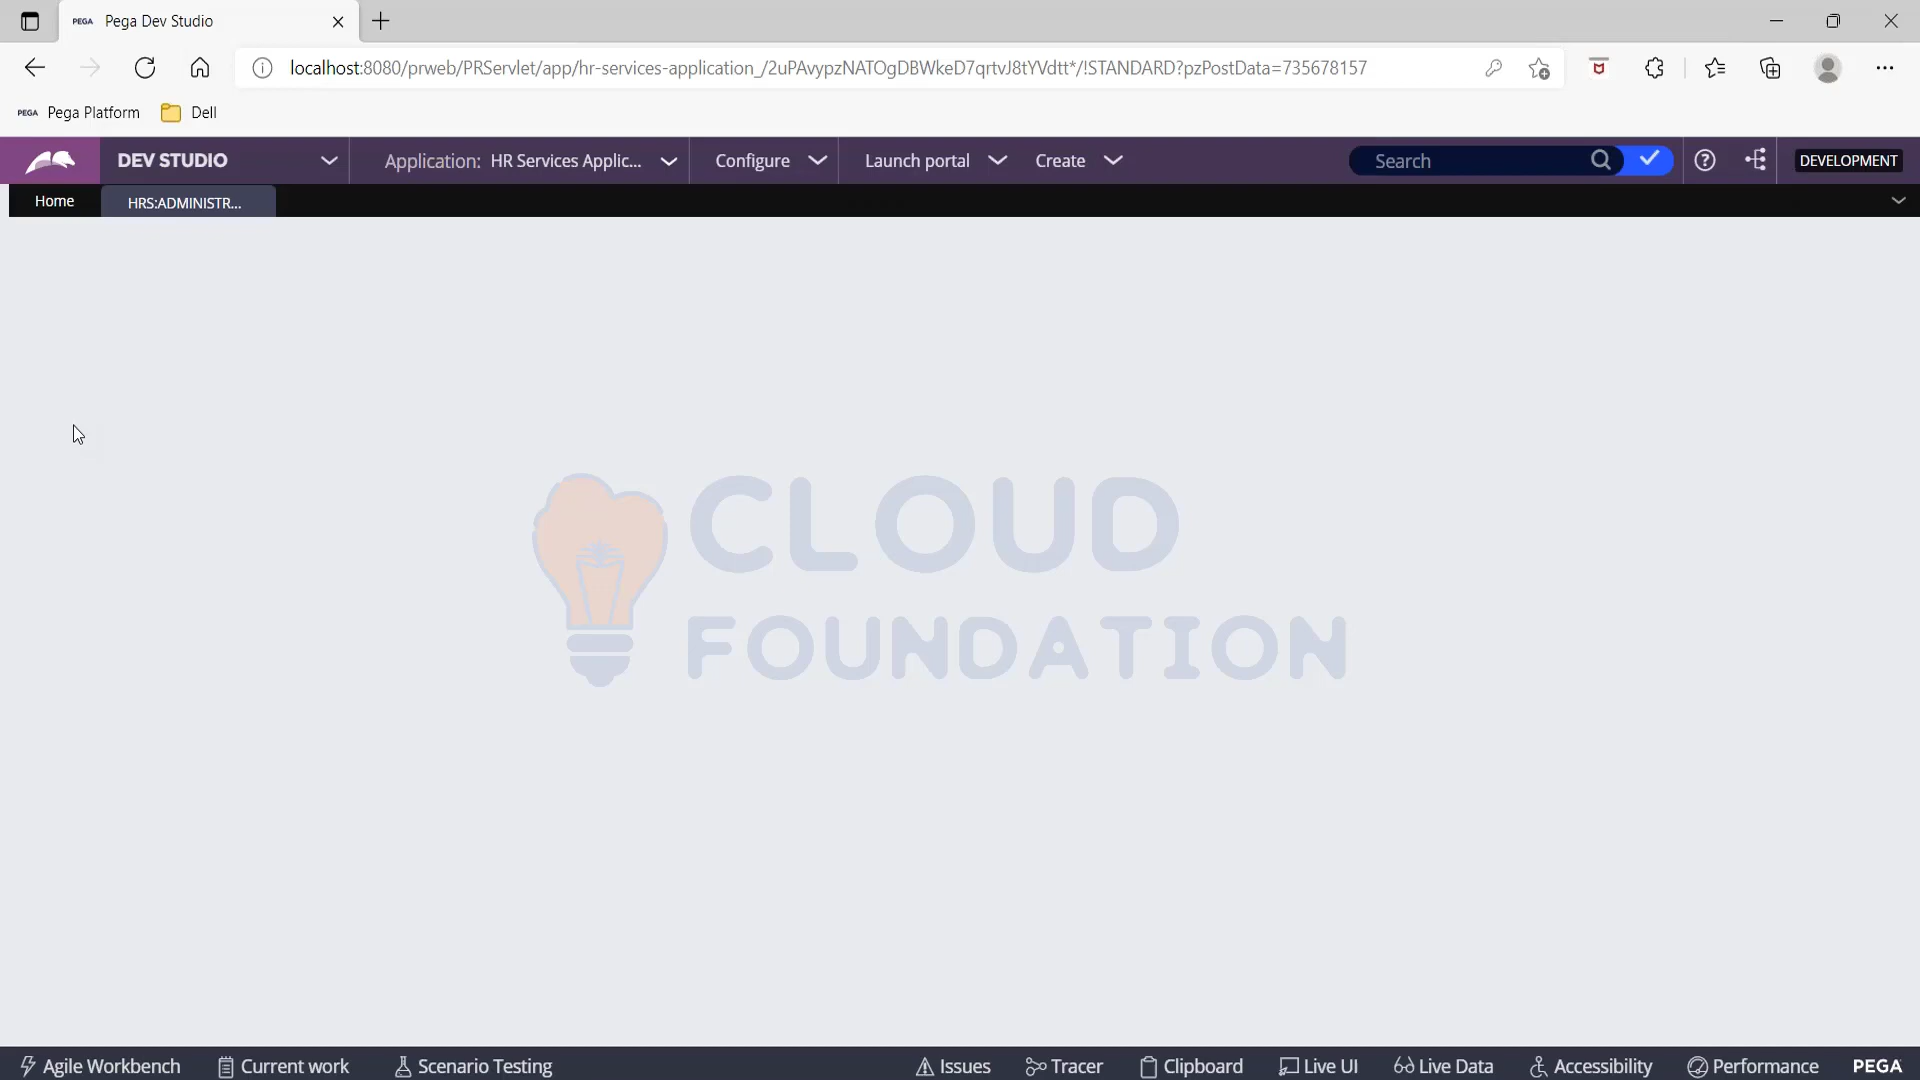 PEGA Pega Dev Studio
localhost:8080/prweb/PRServlet/app/hr-services-application_/2uPAvypzNATOgDBWkeD7qrtvJ8tYVdtt*/!STANDARD?pzPostData=735678157
PEGA Pega Platform Dell
DEV STUDIO Application: HR Services Applic... Configure Launch portal Create Search DEVELOPMENT
Home HRS:ADMINISTR...
CLOUD
FOUNDATION
Agile Workbench Current work Scenario Testing Issues Tracer Clipboard Live UI Live Data Accessibility Performance PEGA